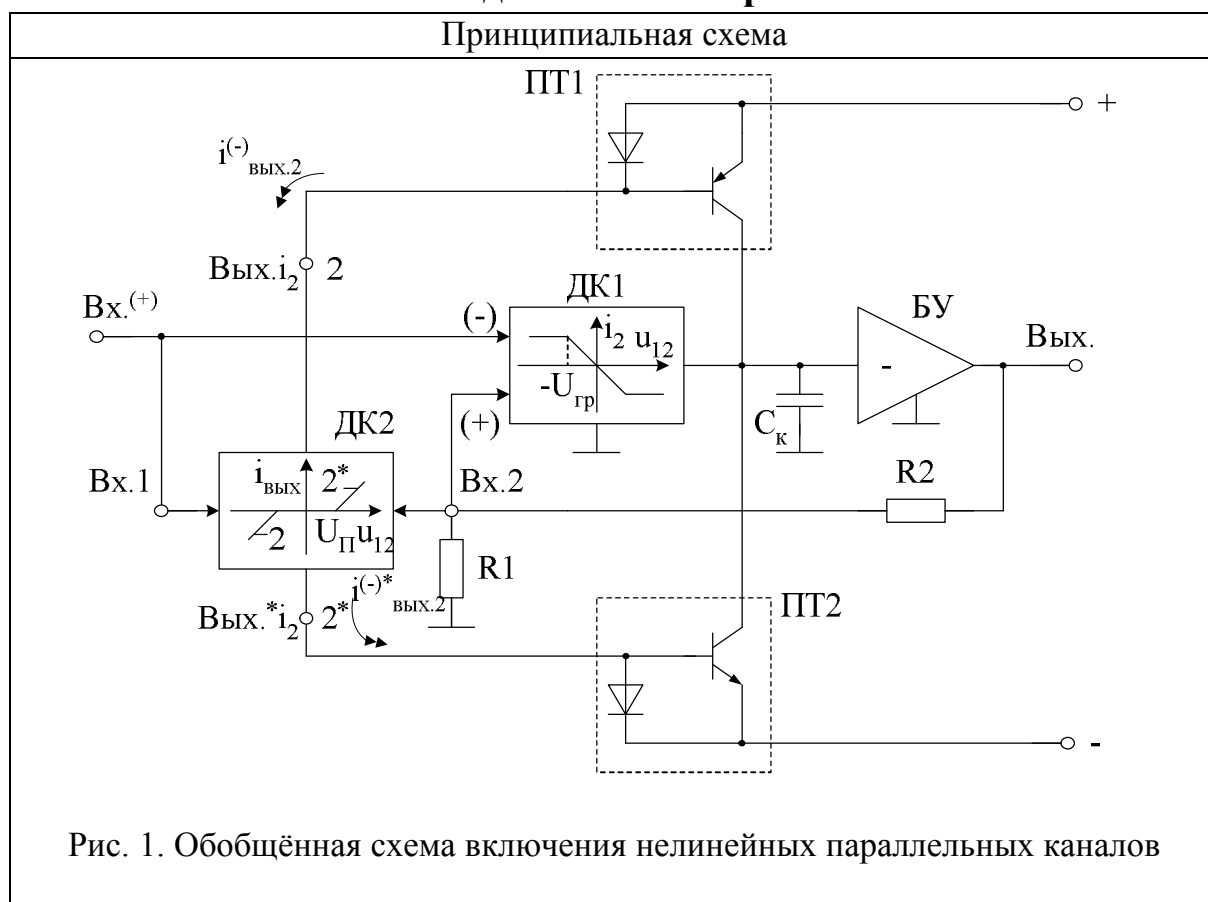 Принципиальная схема
ПТ1
+
i(-)вых.2
Вых.i2 2
ДК1
БУ
Вх.(+)
(-)
i2 u12
Вых.
-Uгр
-
(+)
Cк
ДК2
R2
Вх.1
iвых 2*
Вх.2
2 UП u12
R1
i(-)*вых.2
Вых.*i2 2*
ПТ2
-
Рис. 1. Обобщённая схема включения нелинейных параллельных каналов